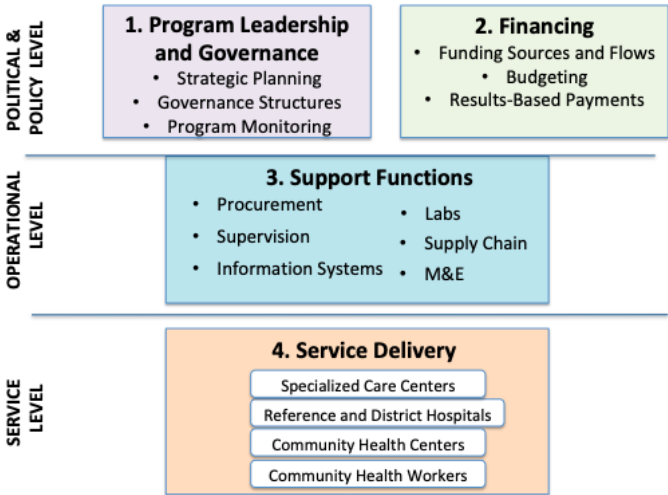 POLITICAL &
POLICY LEVEL
1. Program Leadership
and Governance
• Strategic Planning
• Governance Structures
• Program Monitoring
2. Financing
• Funding Sources and Flows
• Budgeting
• Results-Based Payments
OPERATIONAL
LEVEL
3. Support Functions
• Procurement
• Supervision
• Information Systems
• Labs
• Supply Chain
• M&E
SERVICE
LEVEL
4. Service Delivery
Specialized Care Centers
Reference and District Hospitals
Community Health Centers
Community Health Workers